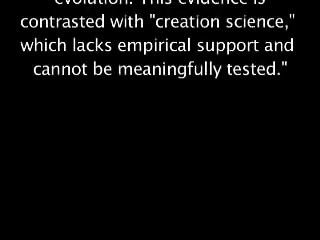 evolution. This evidence is
contrasted with "creation science,"
which lacks empirical support and
cannot be meaningfully tested."